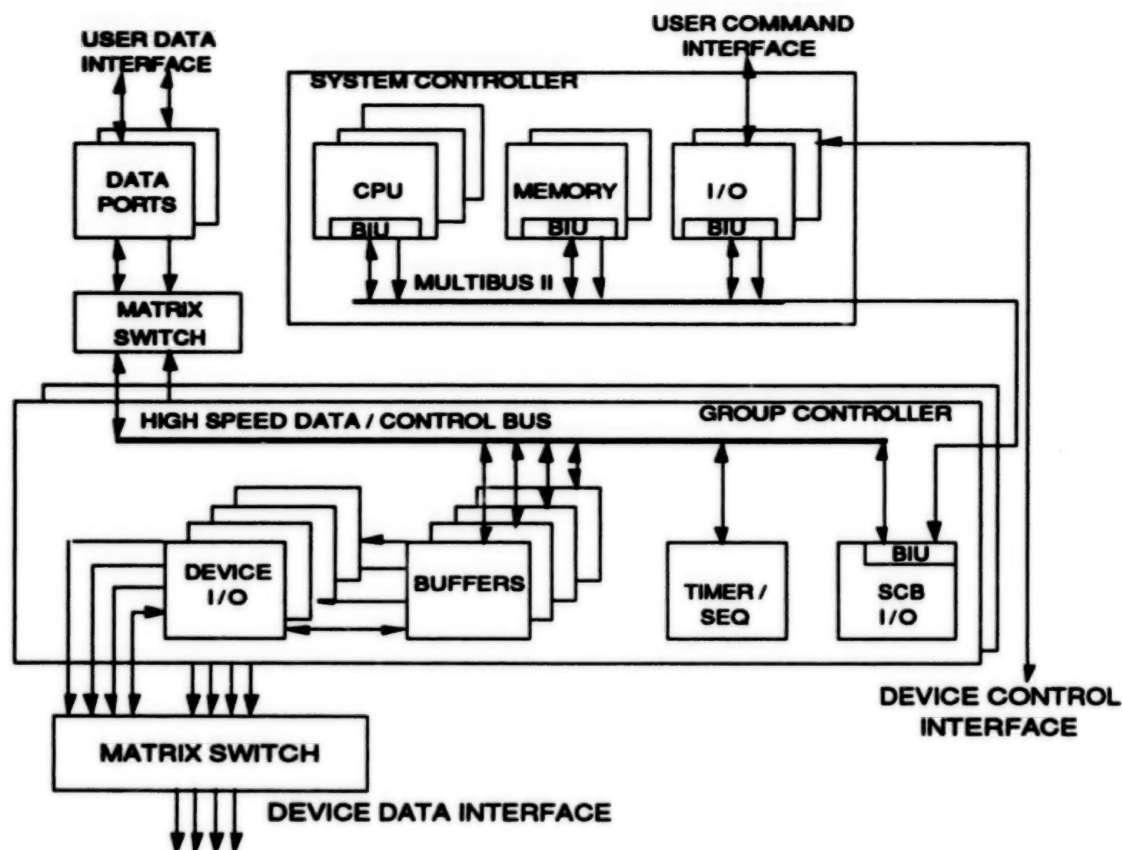 USER DATA
INTERFACE
USER COMMAND
INTERFACE
SYSTEM CONTROLLER
DATA
PORTS
CPU
BIU
MEMORY
BIU
I/O
BIU
MULTIBUS II
MATRIX
SWITCH
HIGH SPEED DATA / CONTROL BUS
GROUP CONTROLLER
DEVICE
I/O
BUFFERS
TIMER /
SEQ
BIU
SCB
I/O
DEVICE CONTROL
INTERFACE
MATRIX SWITCH
DEVICE DATA INTERFACE